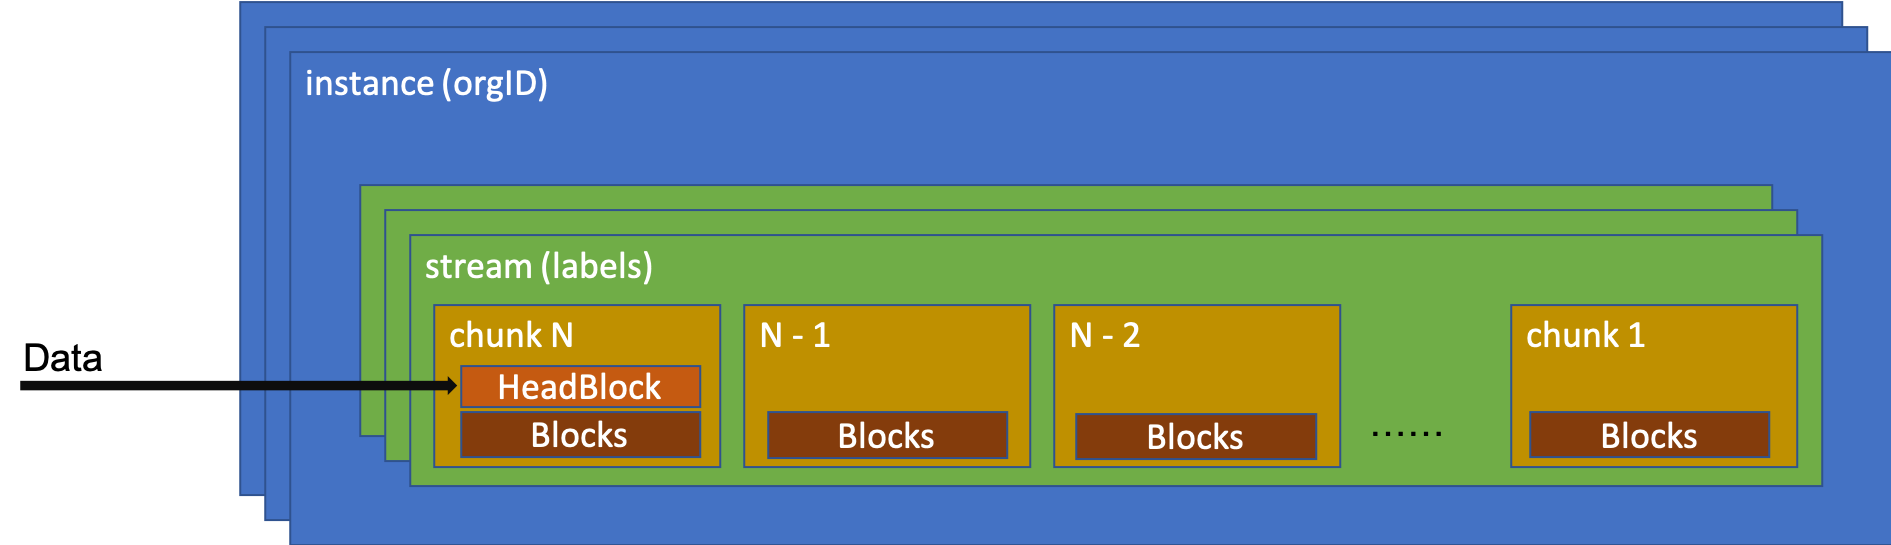 instance (orgID)
stream (labels)
chunk N
N - 1
N - 2
chunk 1
Data
HeadBlock
Blocks
Blocks
Blocks
......
Blocks